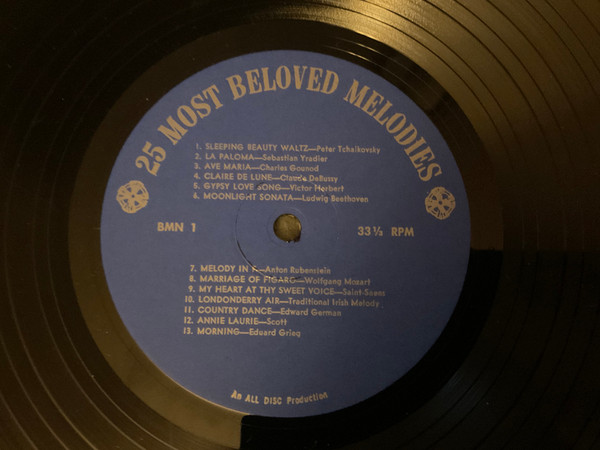 25 MOST BELOVED MELODIES
1. SLEEPING BEAUTY WALTZ—Peter Tchaikovsky
2. LA PALOMA—Sebastian Yradier
3. AVE MARIA—Charles Gounod
4. CLAIRE DE LUNE—Claude DeBussy
5. GYPSY LOVE SONG—Victor Herbert
6. MOONLIGHT SONATA—Ludwig Beethoven
BMN 1 33⅓ RPM
7. MELODY IN F—Anton Rubenstein
8. MARRIAGE OF FIGARO—Wolfgang Mozart
9. MY HEART AT THY SWEET VOICE—Saint-Saens
10. LONDONDERRY AIR—Traditional Irish Melody
11. COUNTRY DANCE—Edward German
12. ANNIE LAURIE—Scott
13. MORNING—Eduard Grieg
An ALL DISC Production